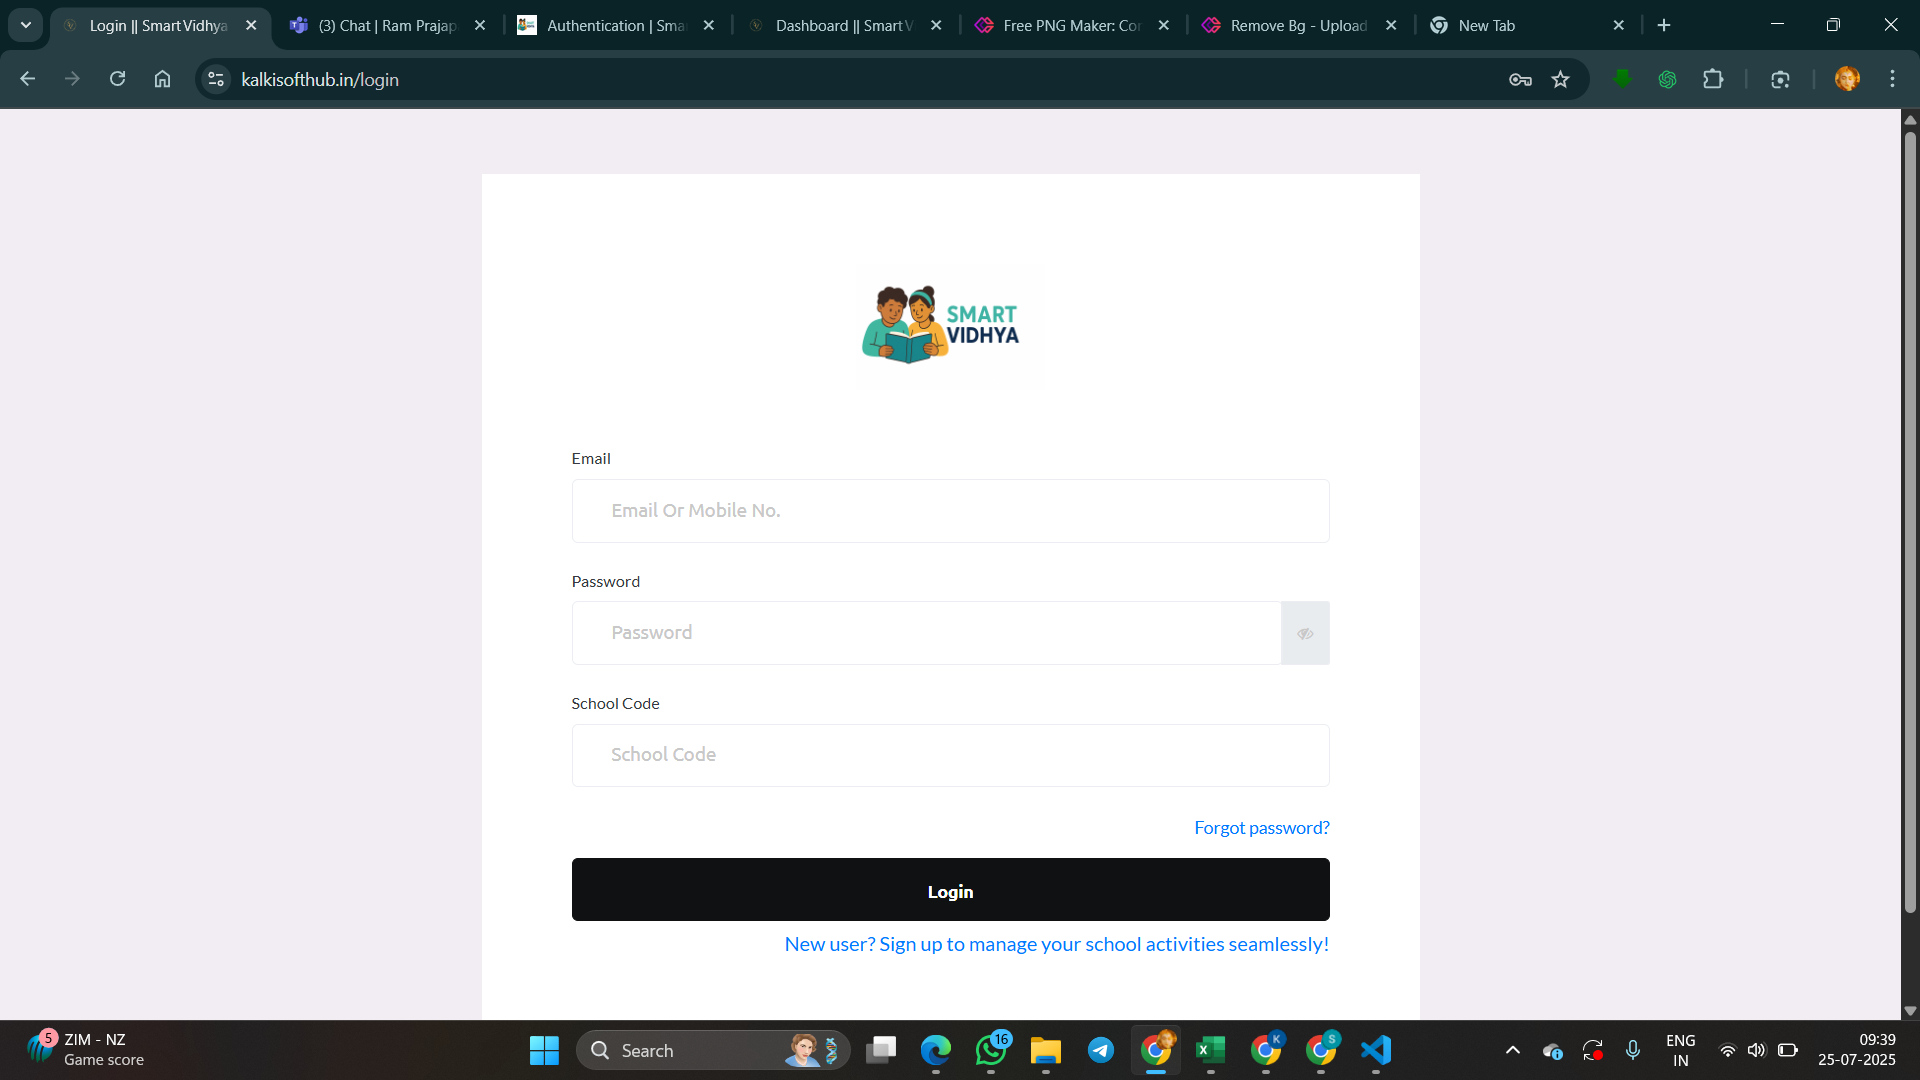 Login || Smart Vidhya
(3) Chat | Ram Prajap
Authentication | Sma
Dashboard || Smart V
Free PNG Maker: Cor
Remove Bg - Upload
New Tab
kalkisofthub.in/login
SMART
VIDHYA
Email
Email Or Mobile No.
Password
Password
School Code
School Code
Forgot password?
Login
New user? Sign up to manage your school activities seamlessly!
5
ZIM - NZ
Game score
Search
16
K
S
ENG
IN
09:39
25-07-2025